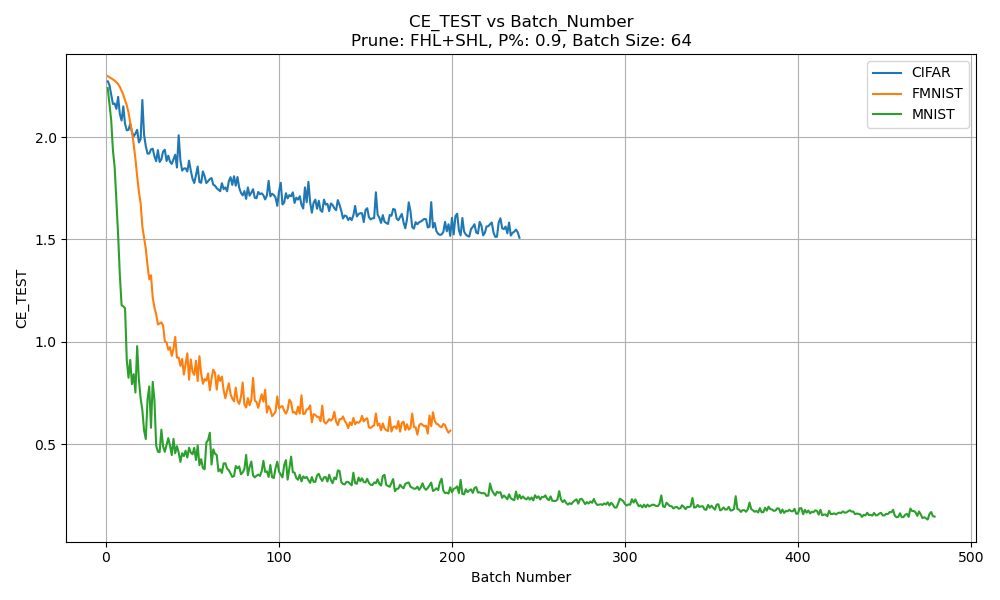 CE_TEST vs Batch_Number
Prune: FHL+SHL, P%: 0.9, Batch Size: 64
CIFAR
FMNIST
MNIST
CE_TEST
2.0
1.5
1.0
0.5
0
100
200
300
400
500
Batch Number